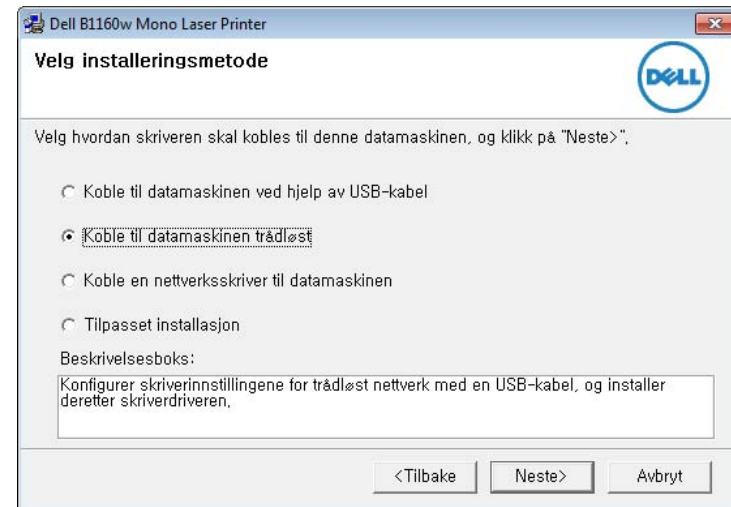 Dell B1160w Mono Laser Printer
Velg installeringsmetode
DELL
Velg hvordan skriveren skal kobles til denne datamaskinen, og klikk på "Neste>",
Koble til datamaskinen ved hjelp av USB-kabel
Koble til datamaskinen trådløst
Koble en nettverksskriver til datamaskinen
Tilpasset installasjon
Beskrivelsesboks:
Konfigurer skriverinnstillingene for trådløst nettverk med en USB-kabel, og installer
deretter skriverdriveren,
<Tilbake
Neste>
Avbryt